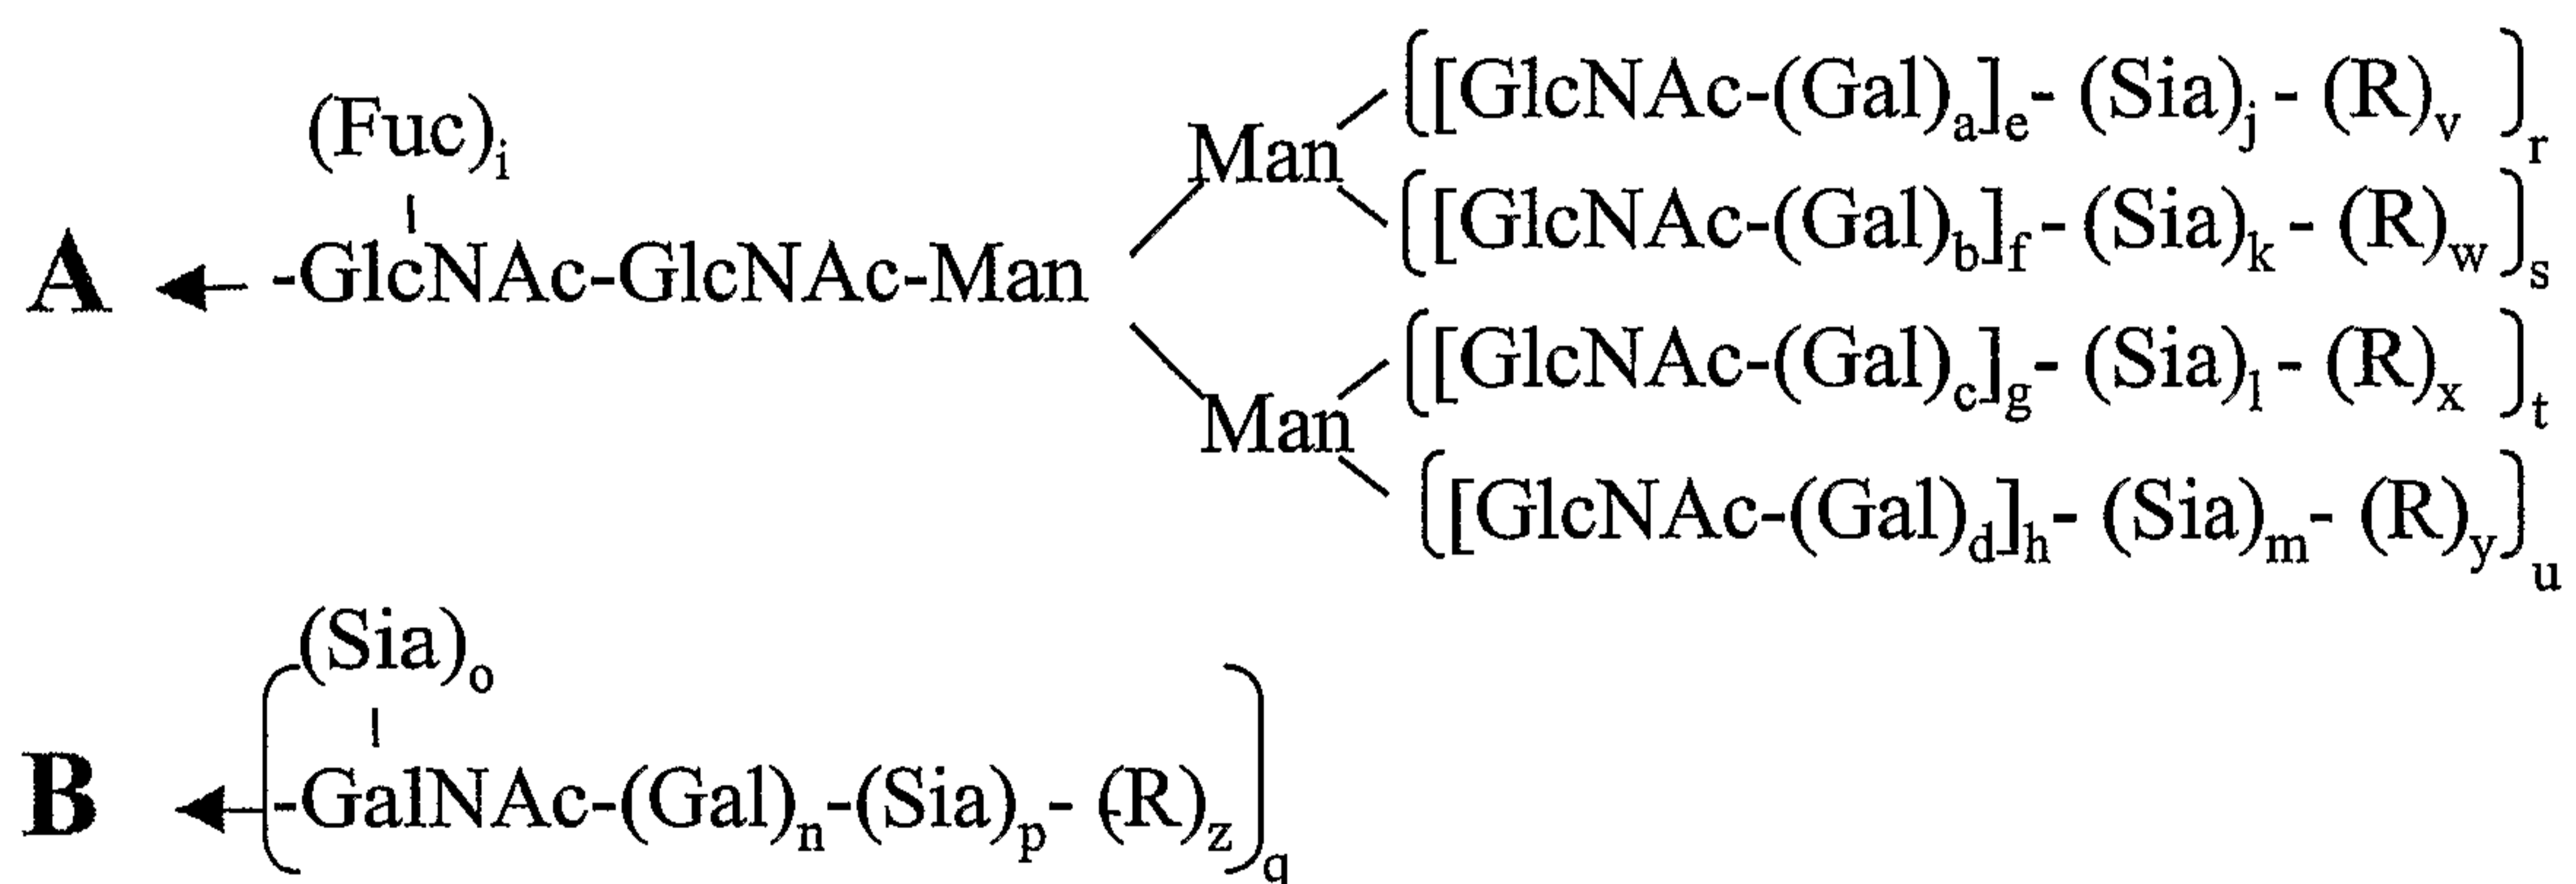 [GlcNAc-(Gal)a]e- (Sia)j - (R)v r
(Fuc)i
Man
[GlcNAc-(Gal)b]f - (Sia)k - (R)w s
A -GlcNAc-GlcNAc-Man
[GlcNAc-(Gal)c]g- (Sia)l - (R)x t
Man
[GlcNAc-(Gal)d]h- (Sia)m- (R)y u
(Sia)o
B -GalNAc-(Gal)n-(Sia)p- (R)z q